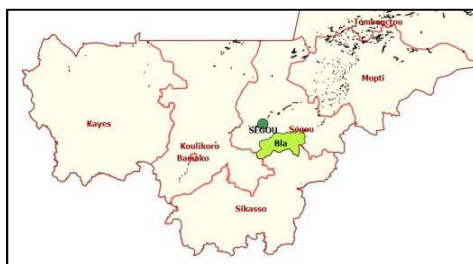 Tombouctou
Mopti
Kayes
SEGOU
Ségou
Koulikoro
Bla
Bamako
Sikasso